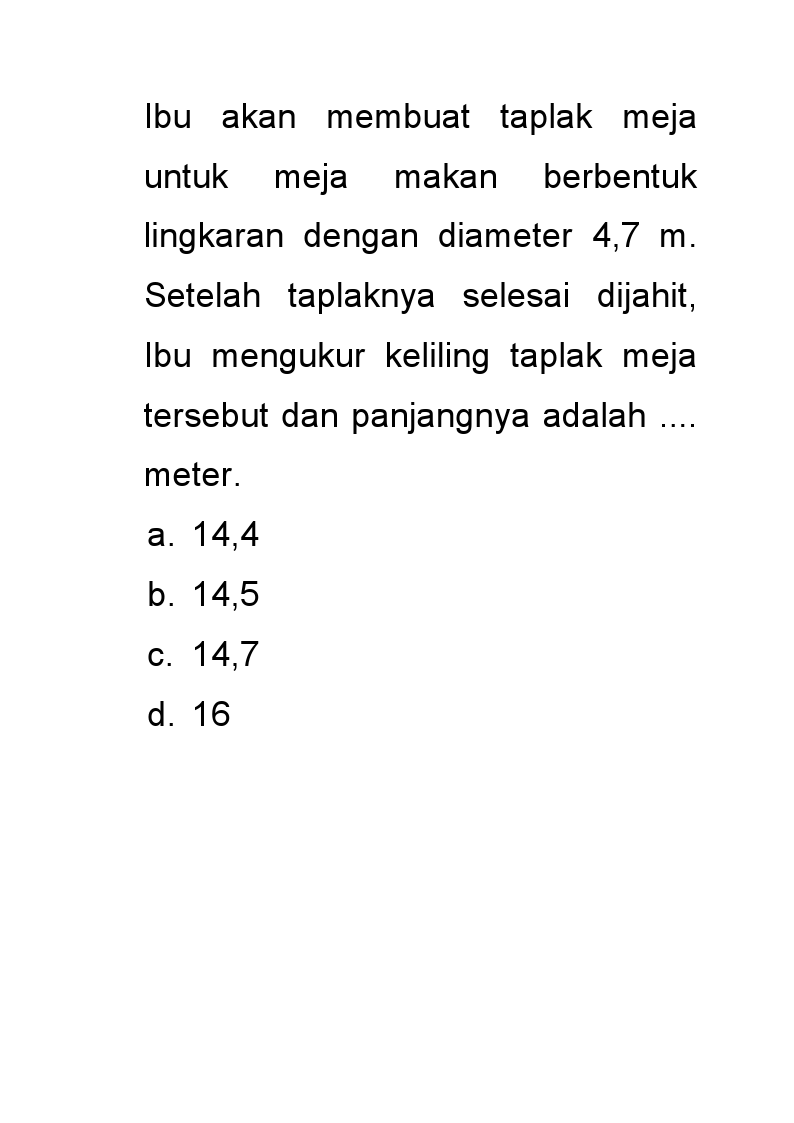 Ibu akan membuat taplak meja
untuk meja makan berbentuk
lingkaran dengan diameter 4,7 m.
Setelah taplaknya selesai dijahit,
Ibu mengukur keliling taplak meja
tersebut dan panjangnya adalah ....
meter.
a. 14,4
b. 14,5
c. 14,7
d. 16